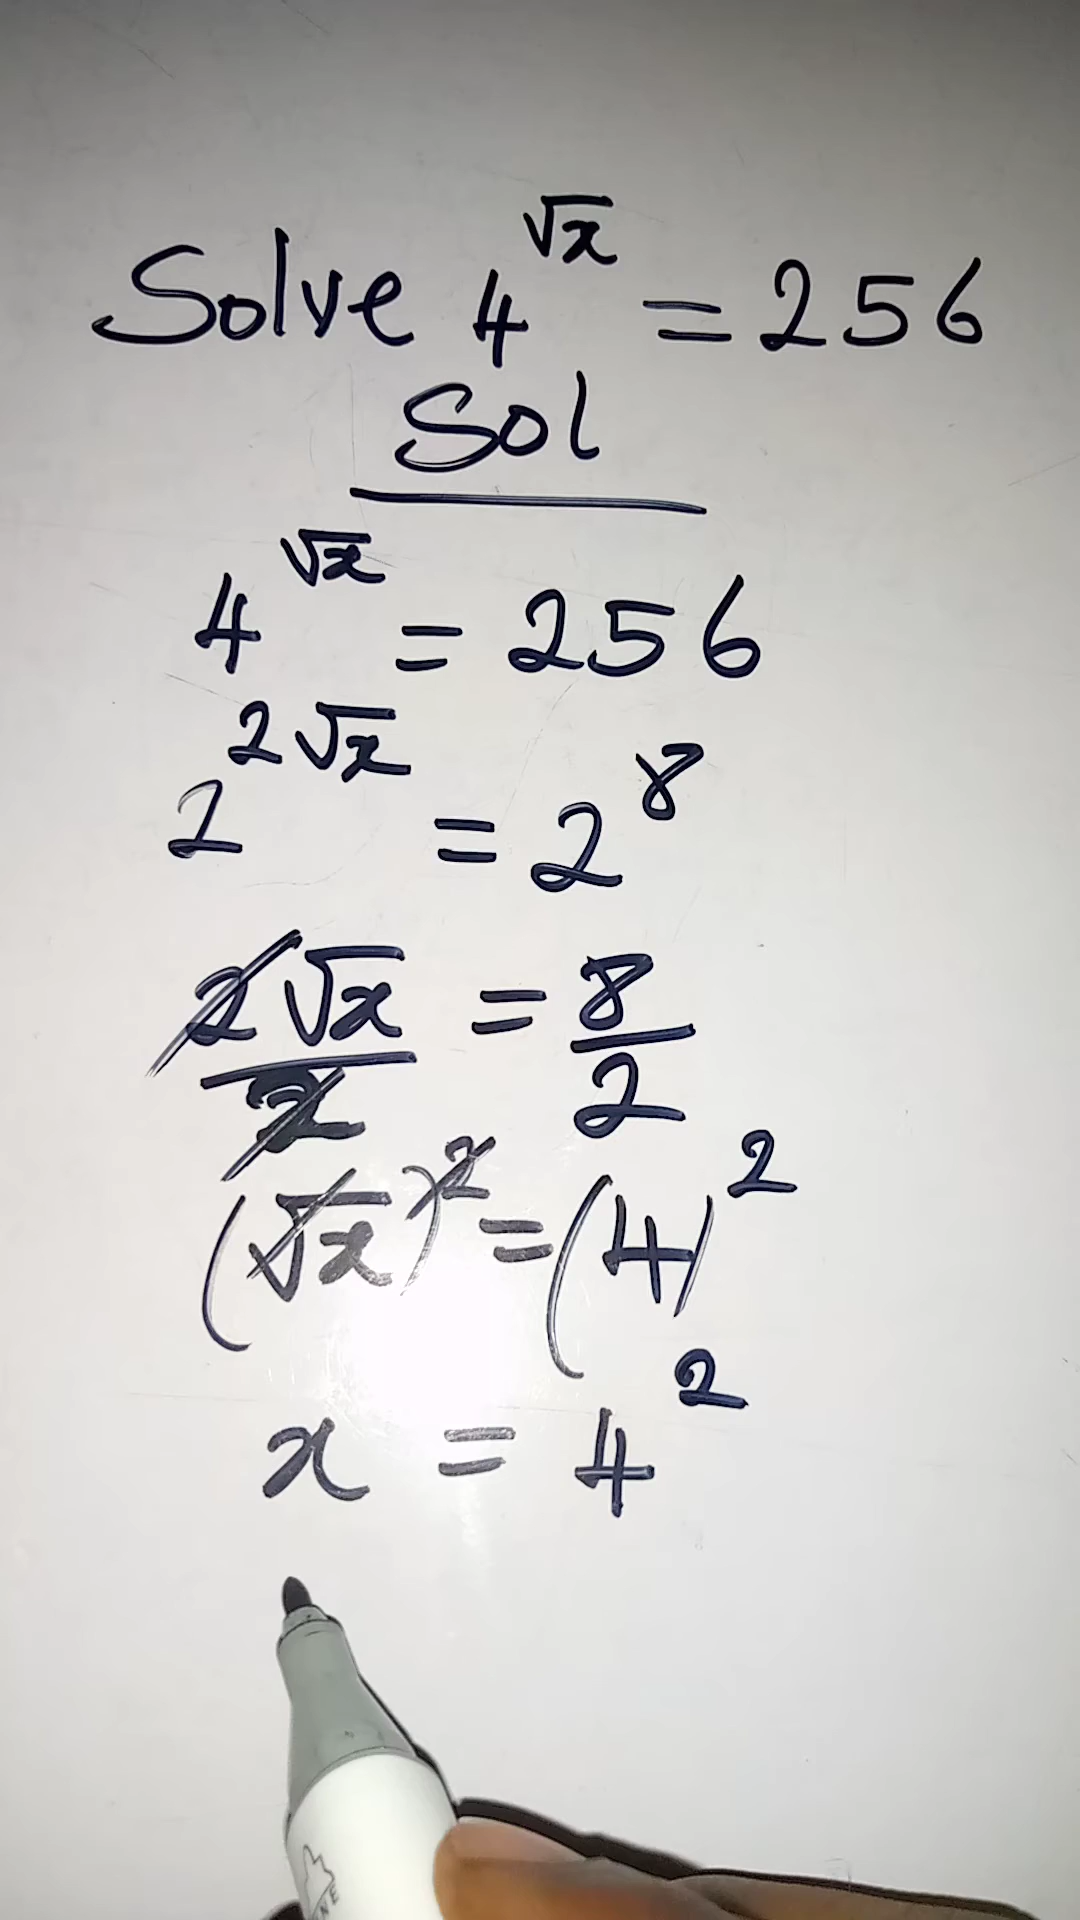 Solve 4^√x = 256
Sol
4^√x = 256
2^2√x = 2^8
2√x/2 = 8/2
(√x)^2 = (4)^2
x = 4^2